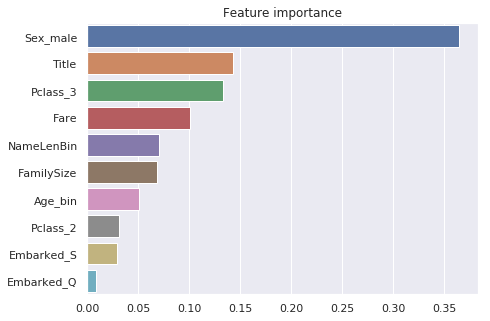 Feature importance
Sex_male
Title
Pclass_3
Fare
NameLenBin
FamilySize
Age_bin
Pclass_2
Embarked_S
Embarked_Q
0.00 0.05 0.10 0.15 0.20 0.25 0.30 0.35